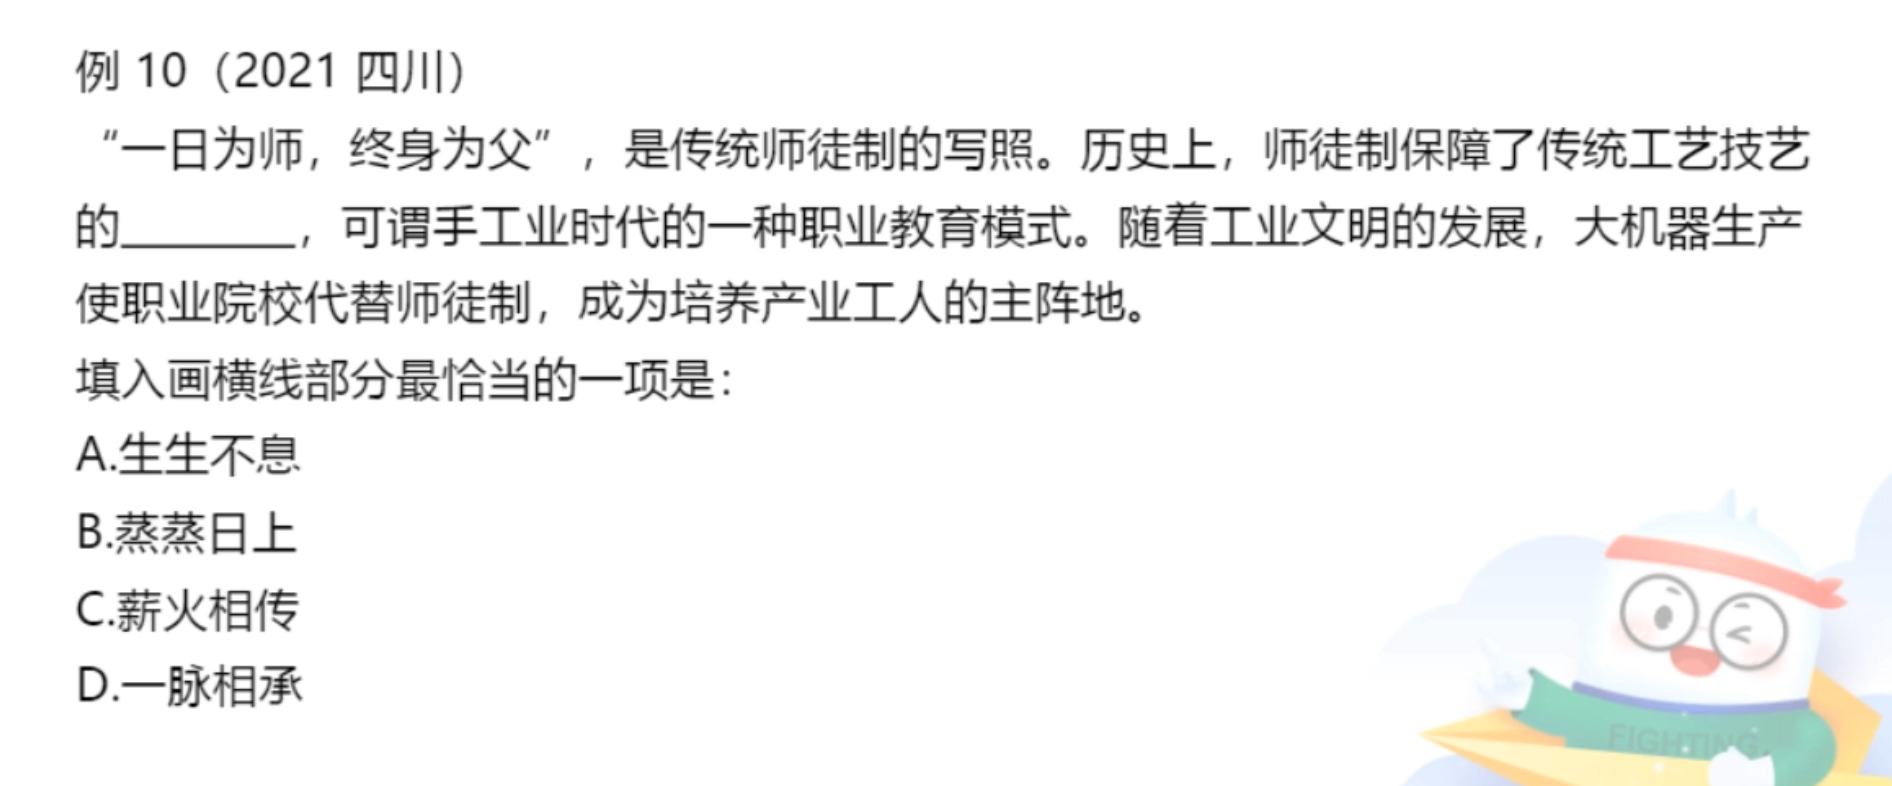 例 10（2021 四川）
“一日为师，终身为父”，是传统师徒制的写照。历史上，师徒制保障了传统工艺技艺
的________，可谓手工业时代的一种职业教育模式。随着工业文明的发展，大机器生产
使职业院校代替师徒制，成为培养产业工人的主阵地。
填入画横线部分最恰当的一项是：
A.生生不息
B.蒸蒸日上
C.薪火相传
D.一脉相承
FIGHTING